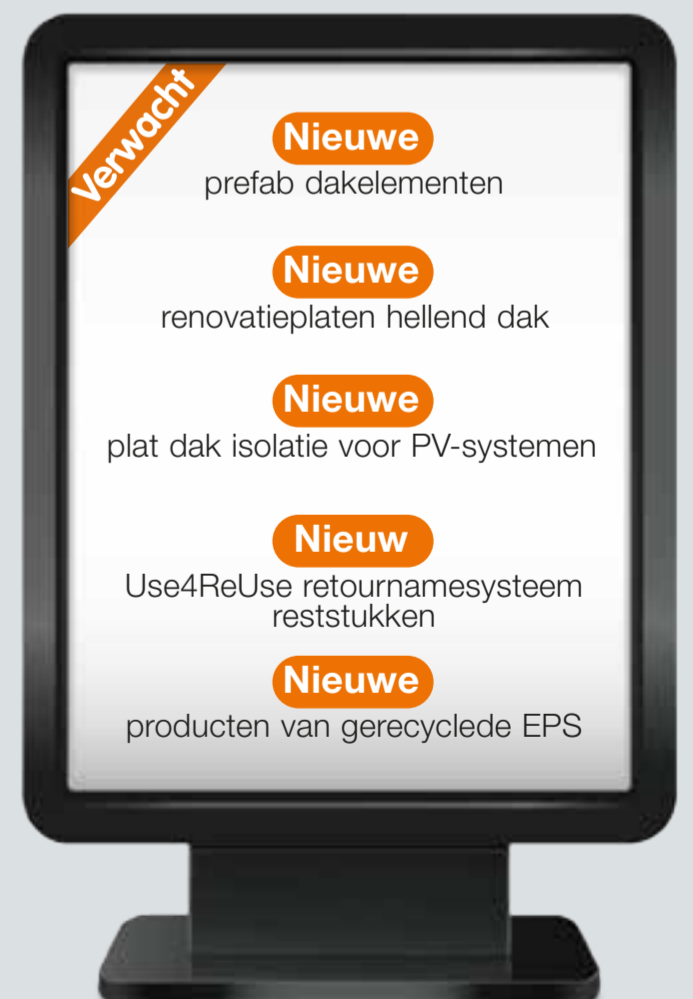 Verwacht
Nieuwe
prefab dakelementen
Nieuwe
renovatieplaten hellend dak
Nieuwe
plat dak isolatie voor PV-systemen
Nieuw
Use4ReUse retournamesysteem
reststukken
Nieuwe
producten van gerecyclede EPS